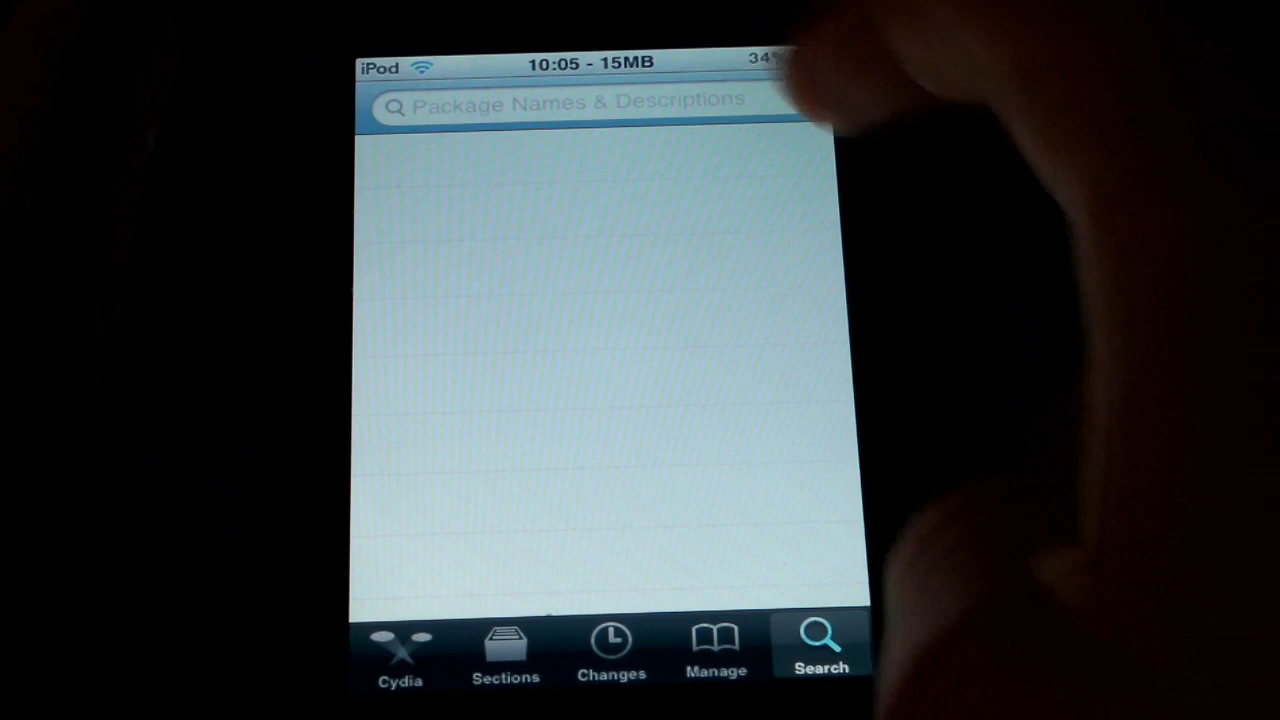 iPod 10:05 - 15MB 34%
Package Names & Descriptions
Cydia Sections Changes Manage Search